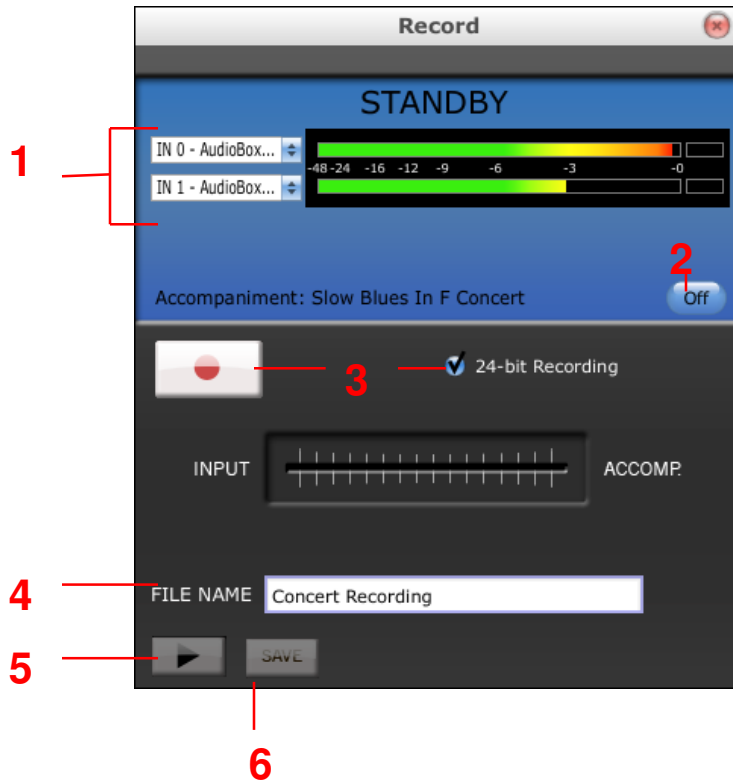 Record
STANDBY
1
IN 0 - AudioBox...
-48 -24 -16 -12 -9 -6 -3 -0
IN 1 - AudioBox...
2
Accompaniment: Slow Blues In F Concert
Off
3
24-bit Recording
INPUT
ACCOMP.
4
FILE NAME
Concert Recording
5
SAVE
6